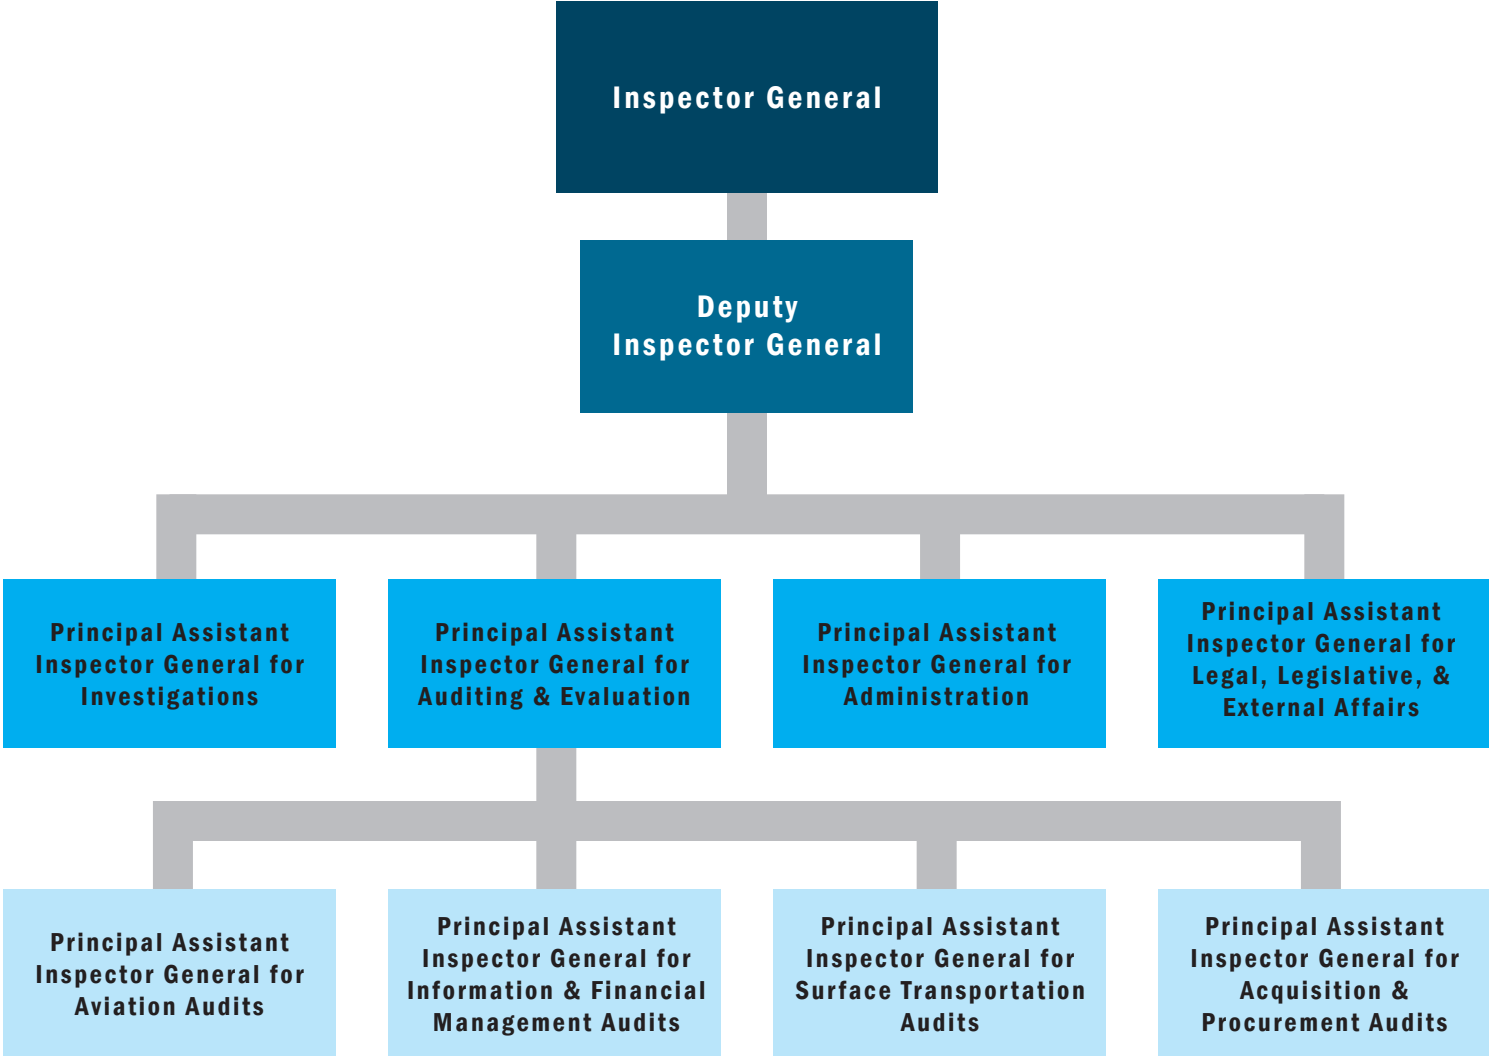 Inspector General
Deputy
Inspector General
Principal Assistant
Inspector General for
Investigations
Principal Assistant
Inspector General for
Auditing & Evaluation
Principal Assistant
Inspector General for
Administration
Principal Assistant
Inspector General for
Legal, Legislative, &
External Affairs
Principal Assistant
Inspector General for
Aviation Audits
Principal Assistant
Inspector General for
Information & Financial
Management Audits
Principal Assistant
Inspector General for
Surface Transportation
Audits
Principal Assistant
Inspector General for
Acquisition &
Procurement Audits